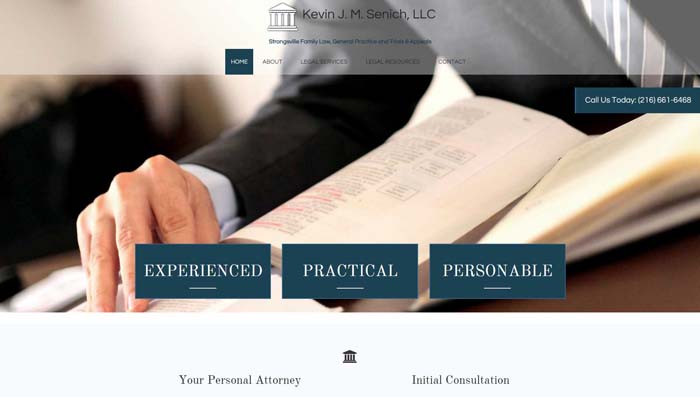 Kevin J. M. Senich, LLC
Strongsville Family Law, General Practice and Trials & Appeals
HOME ABOUT LEGAL SERVICES LEGAL RESOURCES CONTACT
Call Us Today: (216) 661-6468
EXPERIENCED PRACTICAL PERSONABLE
Your Personal Attorney Initial Consultation